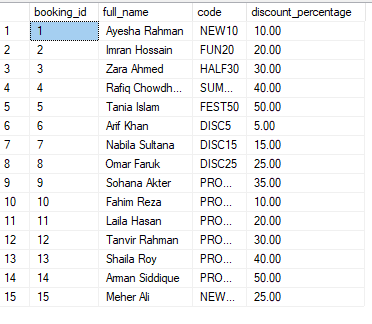 booking_id full_name code discount_percentage
1 1 Ayesha Rahman NEW10 10.00
2 2 Imran Hossain FUN20 20.00
3 3 Zara Ahmed HALF30 30.00
4 4 Rafiq Chowdh... SUM... 40.00
5 5 Tania Islam FEST50 50.00
6 6 Arif Khan DISC5 5.00
7 7 Nabila Sultana DISC15 15.00
8 8 Omar Faruk DISC25 25.00
9 9 Sohana Akter PRO... 35.00
10 10 Fahim Reza PRO... 10.00
11 11 Laila Hasan PRO... 20.00
12 12 Tanvir Rahman PRO... 30.00
13 13 Shaila Roy PRO... 40.00
14 14 Arman Siddique PRO... 50.00
15 15 Meher Ali NEW... 25.00